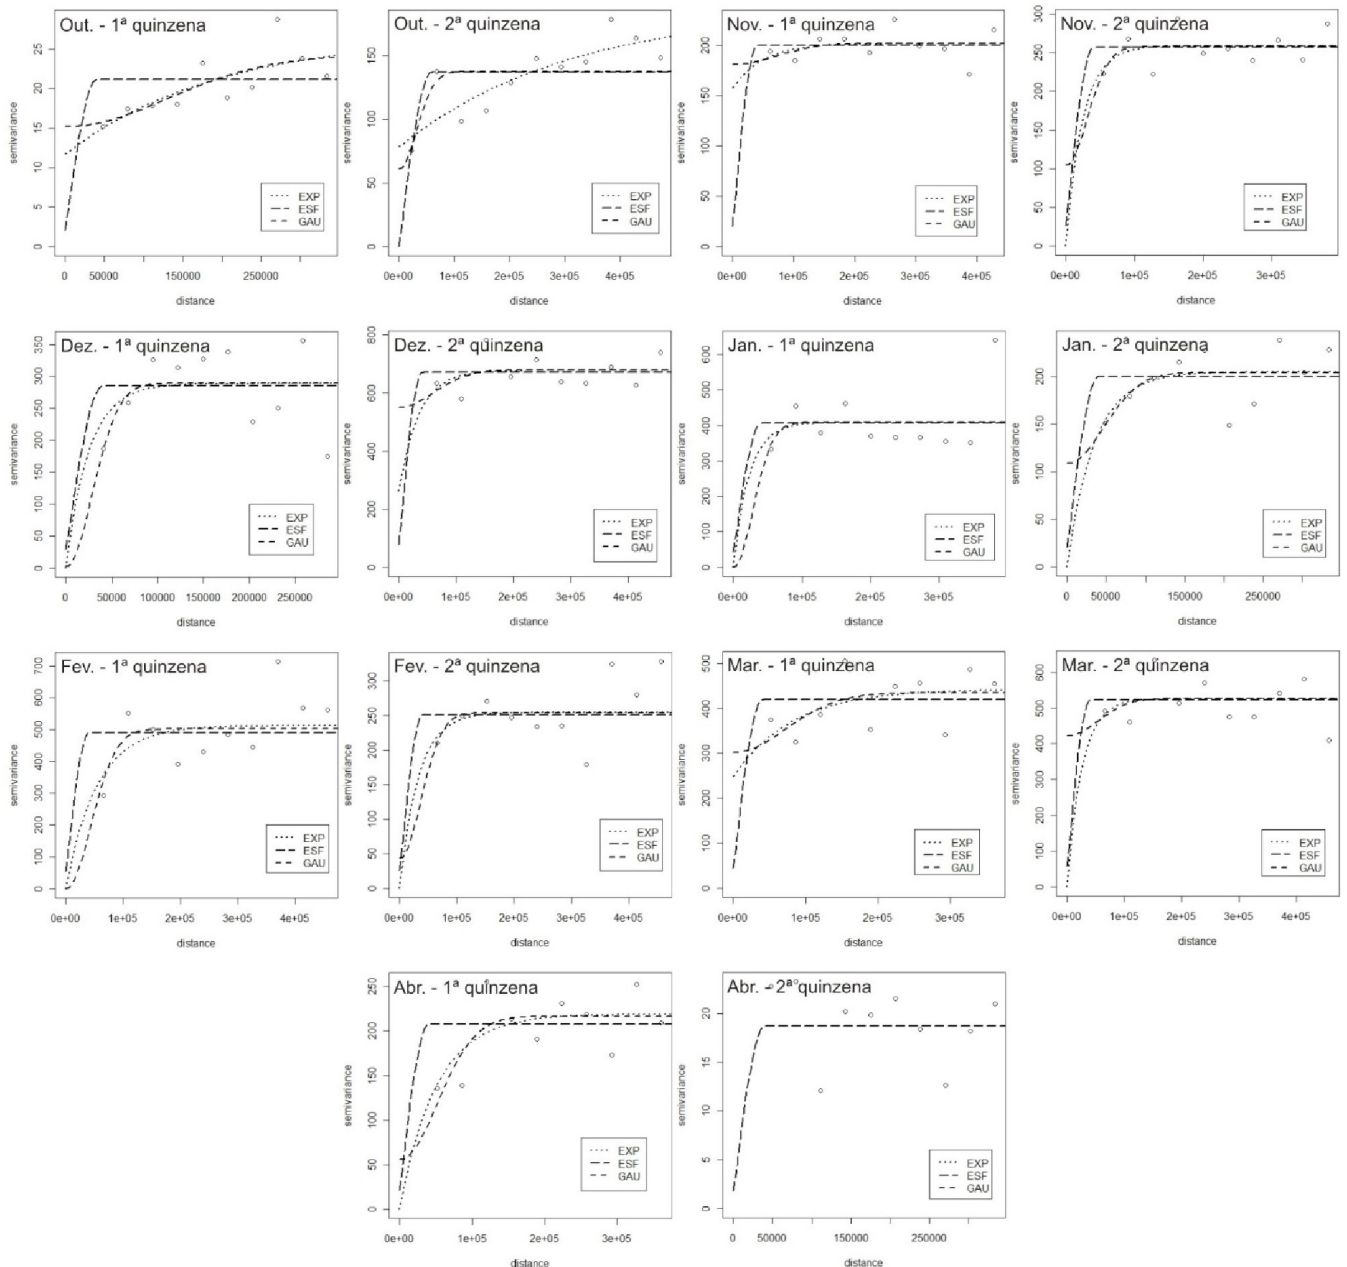 Out. - 1ª quinzena
semivariance
0 5 10 15 20 25
0 50000 150000 250000
distance
EXP
ESF
GAU
Out. - 2ª quinzena
semivariance
0 50 100 150
0e+00 1e+05 2e+05 3e+05 4e+05
distance
EXP
ESF
GAU
Nov. - 1ª quinzena
semivariance
0 50 100 150 200
0e+00 1e+05 2e+05 3e+05 4e+05
distance
EXP
ESF
GAU
Nov. - 2ª quinzena
semivariance
0 50 100 150 200 250 300
0e+00 1e+05 2e+05 3e+05
distance
EXP
ESF
GAU
Dez. - 1ª quinzena
semivariance
0 50 100 150 200 250 300 350
0 50000 100000 150000 200000 250000
distance
EXP
ESF
GAU
Dez. - 2ª quinzena
semivariance
0 200 400 600 800
0e+00 1e+05 2e+05 3e+05 4e+05
distance
EXP
ESF
GAU
Jan. - 1ª quinzena
semivariance
0 100 200 300 400 500 600
0e+00 1e+05 2e+05 3e+05
distance
EXP
ESF
GAU
Jan. - 2ª quinzena
semivariance
0 50 100 150 200
0 50000 150000 250000
distance
EXP
ESF
GAU
Fev. - 1ª quinzena
semivariance
0 100 200 300 400 500 600 700
0e+00 1e+05 2e+05 3e+05 4e+05
distance
EXP
ESF
GAU
Fev. - 2ª quinzena
semivariance
0 50 100 150 200 250 300
0e+00 1e+05 2e+05 3e+05 4e+05
distance
EXP
ESF
GAU
Mar. - 1ª quinzena
semivariance
0 100 200 300 400 500
0e+00 1e+05 2e+05 3e+05
distance
EXP
ESF
GAU
Mar. - 2ª quinzena
semivariance
0 100 200 300 400 500 600
0e+00 1e+05 2e+05 3e+05 4e+05
distance
EXP
ESF
GAU
Abr. - 1ª quinzena
semivariance
0 50 100 150 200 250
0e+00 1e+05 2e+05 3e+05
distance
EXP
ESF
GAU
Abr. - 2ª quinzena
semivariance
0 5 10 15 20
0 50000 150000 250000
distance
EXP
ESF
GAU